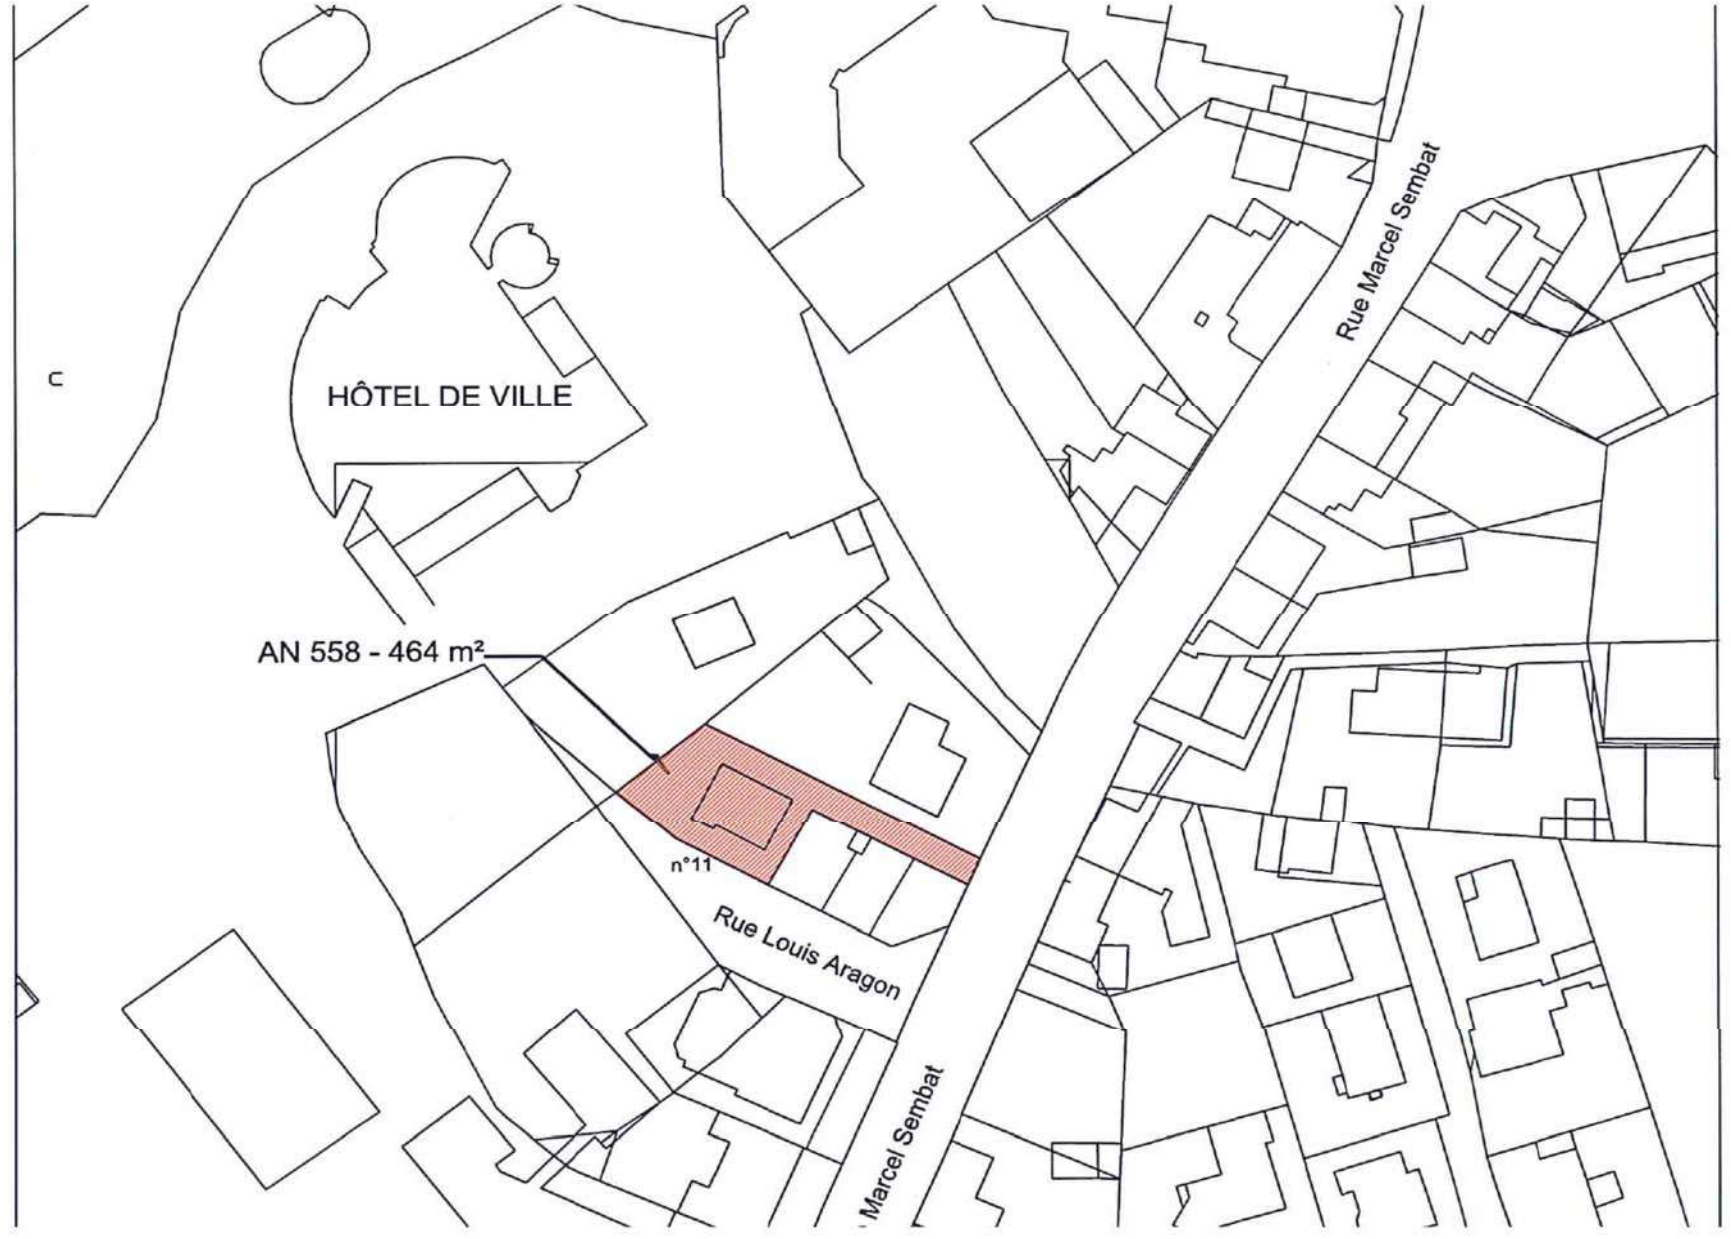 Rue Marcel Sembat
HÔTEL DE VILLE
AN 558 - 464 m²
n°11
Rue Louis Aragon
Marcel Sembat